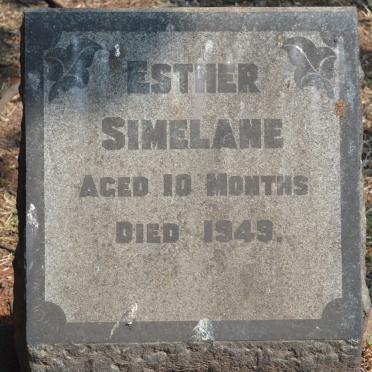 Esther
Simelane
Aged 10 Months
Died 1949.